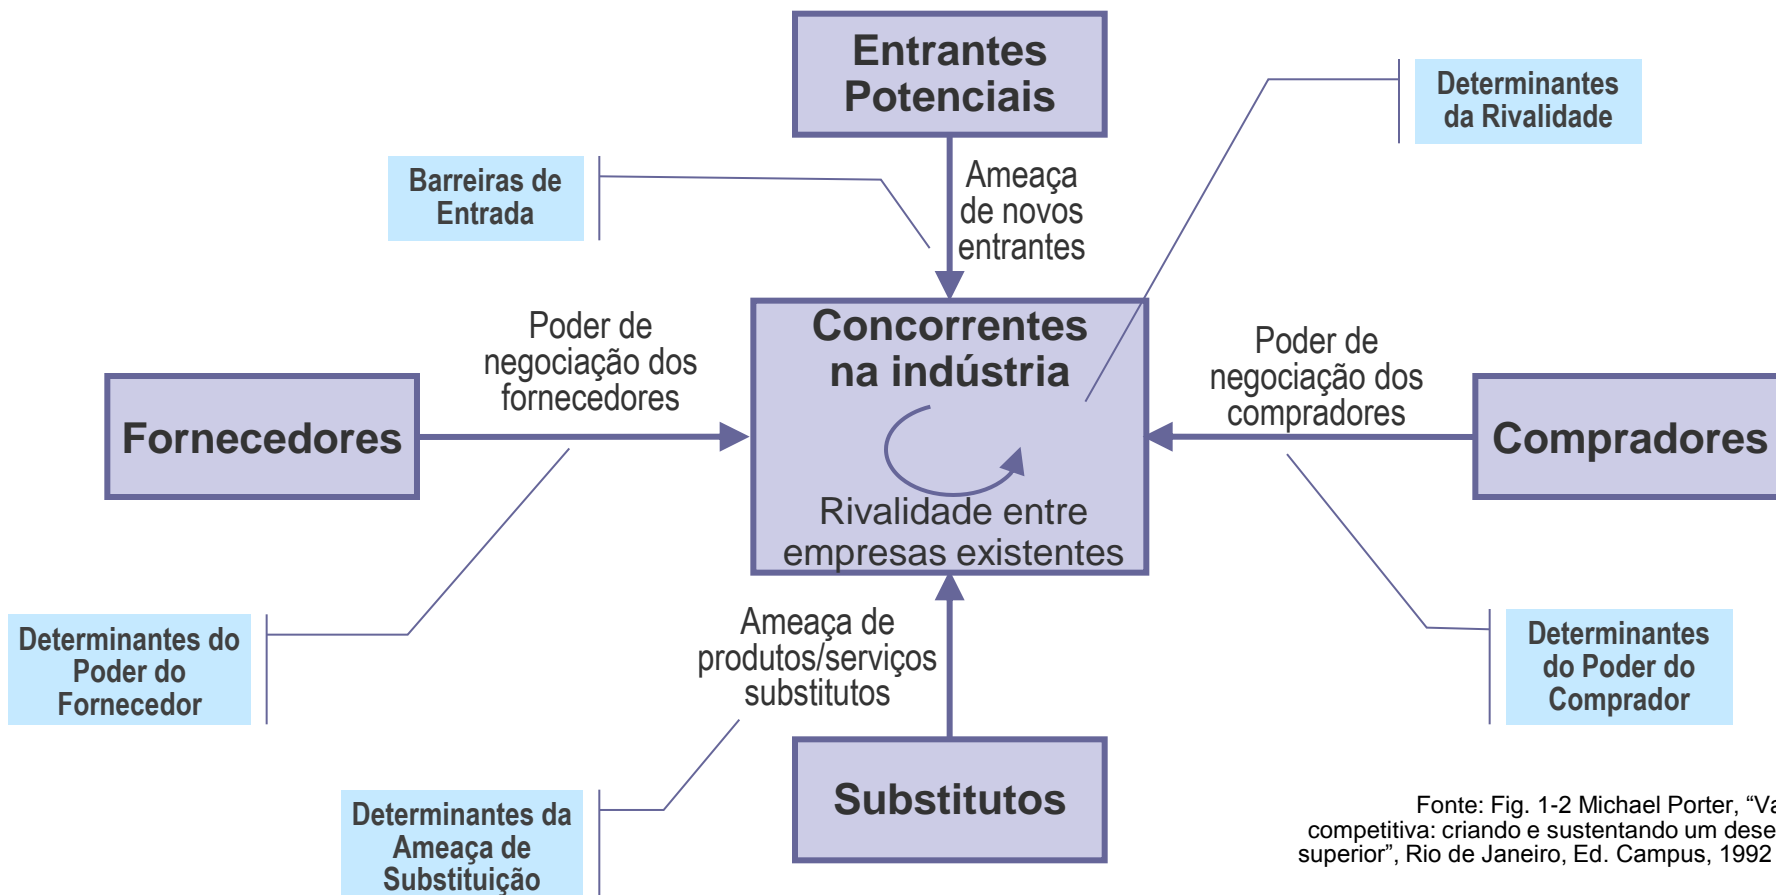 Entrantes
Potenciais
Determinantes
da Rivalidade
Barreiras de
Entrada
Ameaça
de novos
entrantes
Poder de
negociação dos
fornecedores
Concorrentes
na indústria
Poder de
negociação dos
compradores
Fornecedores
Compradores
Rivalidade entre
empresas existentes
Determinantes do
Poder do
Fornecedor
Ameaça de
produtos/serviços
substitutos
Determinantes
do Poder do
Comprador
Substitutos
Determinantes da
Ameaça de
Substituição
Fonte: Fig. 1-2 Michael Porter, “Va
competitiva: criando e sustentando um dese
superior”, Rio de Janeiro, Ed. Campus, 1992